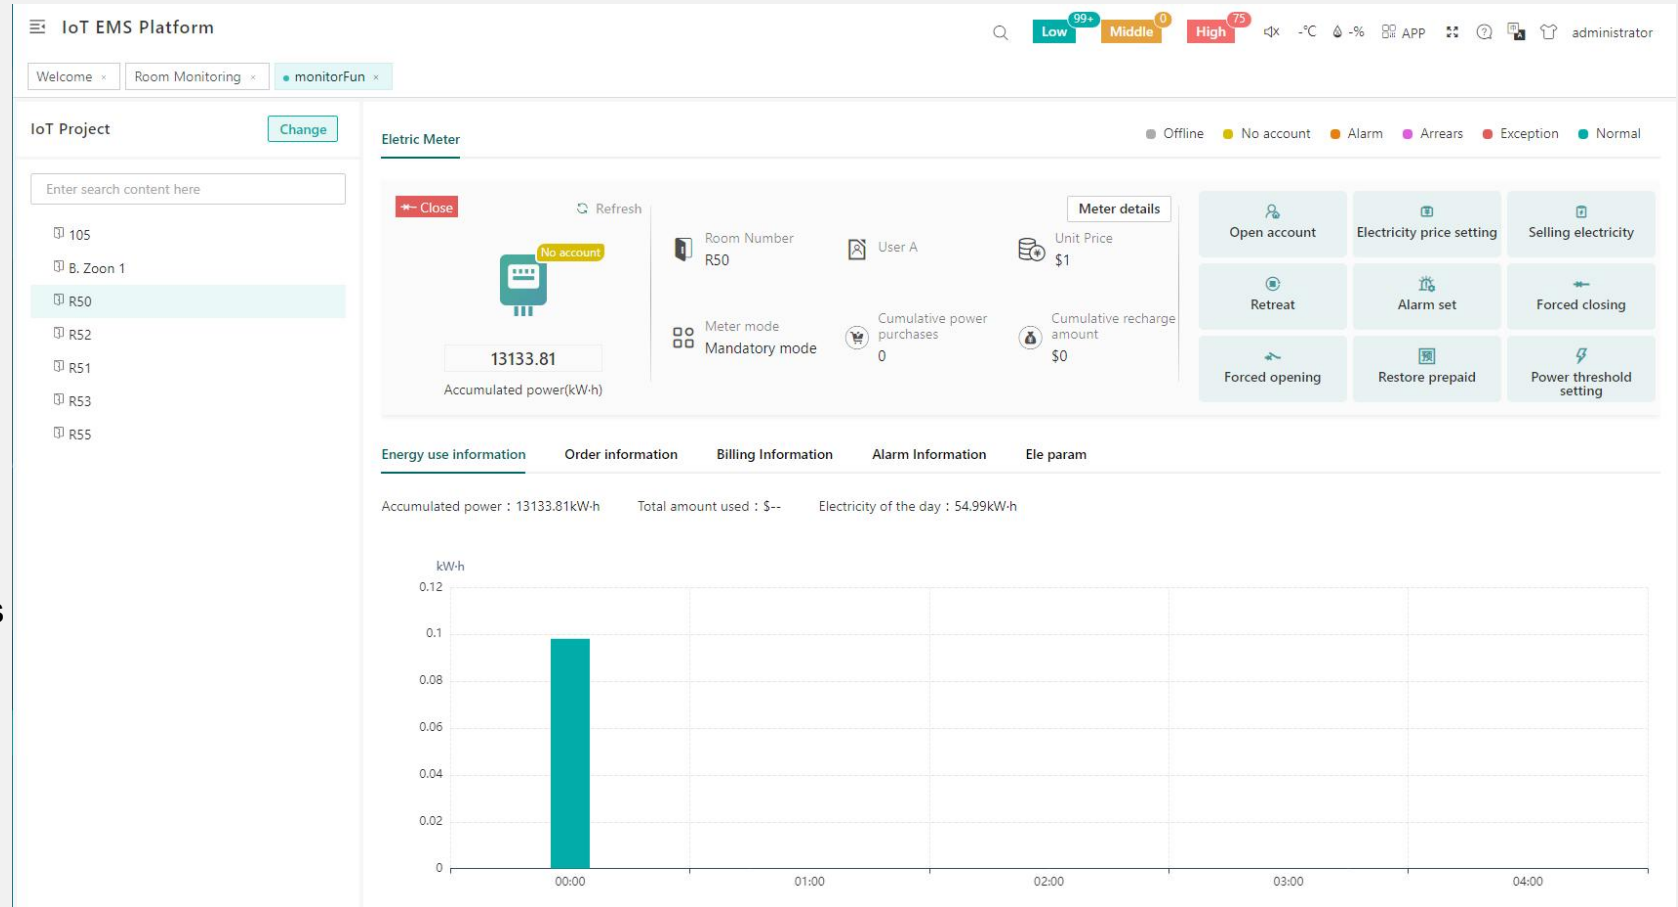 IoT EMS Platform
Low 99+ Middle 0 High 75 -℃ -% APP administrator
Welcome × Room Monitoring × monitorFun ×
IoT Project Change
Enter search content here
105
B. Zoon 1
R50
R52
R51
R53
R55
Eletric Meter
Offline No account Alarm Arrears Exception Normal
Close Refresh
No account
13133.81
Accumulated power(kW·h)
Meter details
Room Number
R50
User A
Unit Price
$1
Meter mode
Mandatory mode
Cumulative power
purchases
0
Cumulative recharge
amount
$0
Open account Electricity price setting Selling electricity
Retreat Alarm set Forced closing
预
Forced opening Restore prepaid Power threshold
setting
Energy use information Order information Billing Information Alarm Information Ele param
Accumulated power：13133.81kW·h Total amount used：$-- Electricity of the day：54.99kW·h
kW·h
0.12
0.1
0.08
0.06
0.04
0.02
0
00:00 01:00 02:00 03:00 04:00
s